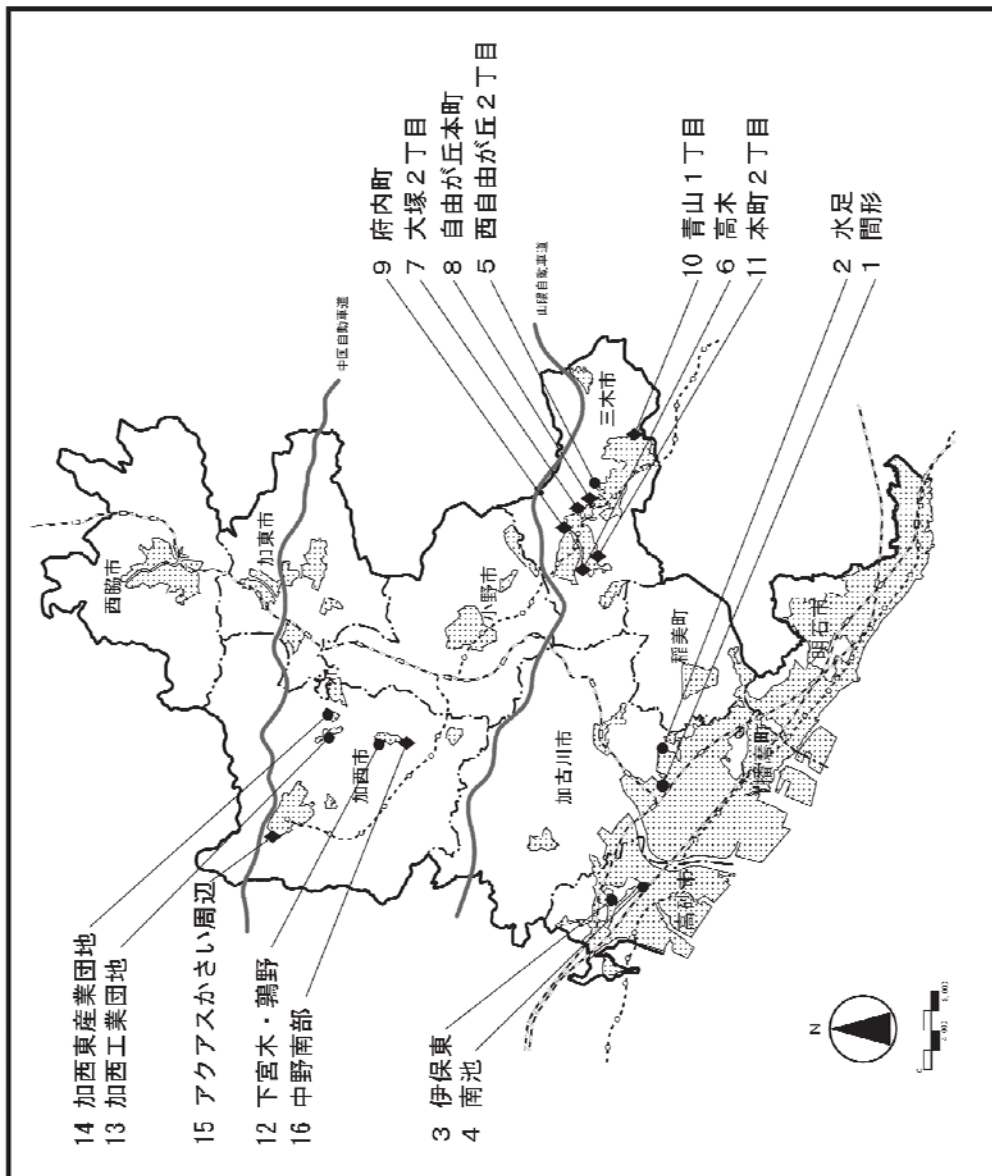 14 加西東産業団地
13 加西工業団地
15 アクアスかさい周辺
12 下宮木・鶉野
16 中野南部
3 伊保東
4 南池
9 府内町
7 大塚２丁目
8 自由が丘本町
5 西自由が丘２丁目
10 青山１丁目
6 高木
11 本町２丁目
2 水足
1 間形
中国自動車道
山陽自動車道
西脇市
加東市
加西市
小野市
三木市
加古川市
稲美町
明石市
播磨町
高砂市
N